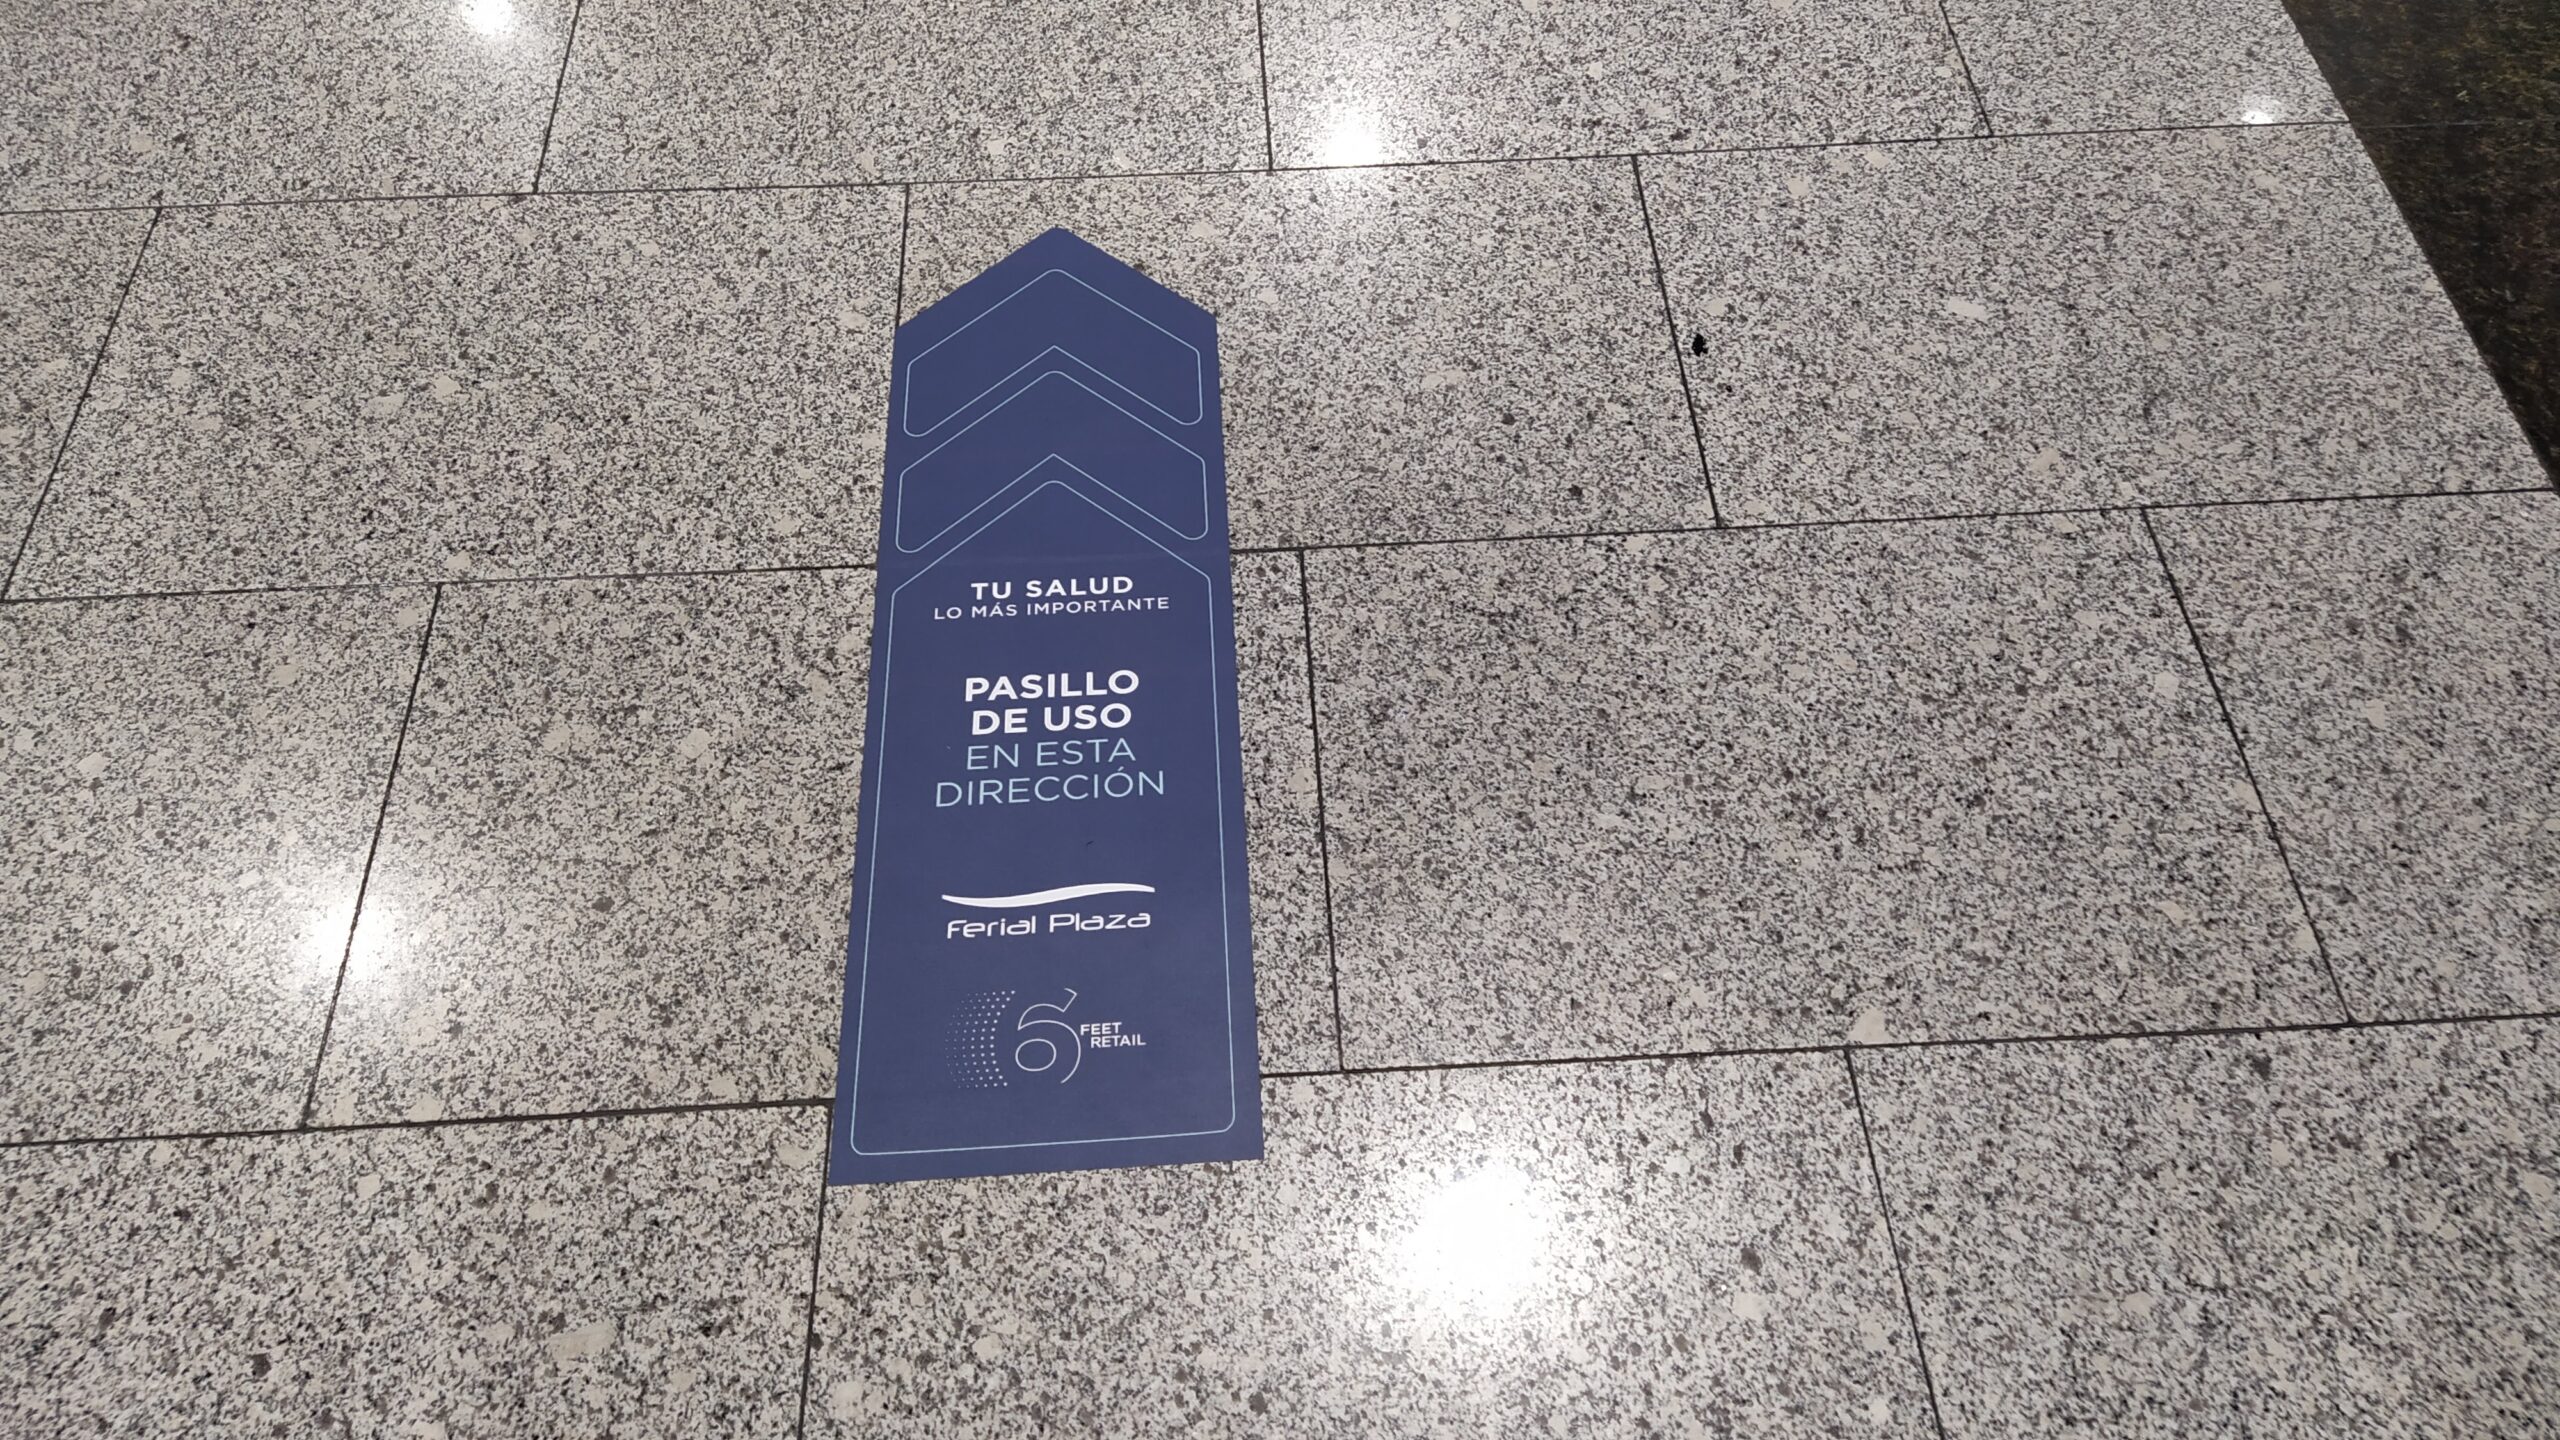 TU SALUD
LO MÁS IMPORTANTE
PASILLO
DE USO
EN ESTA
DIRECCIÓN
Ferial Plaza
6 FEET
RETAIL